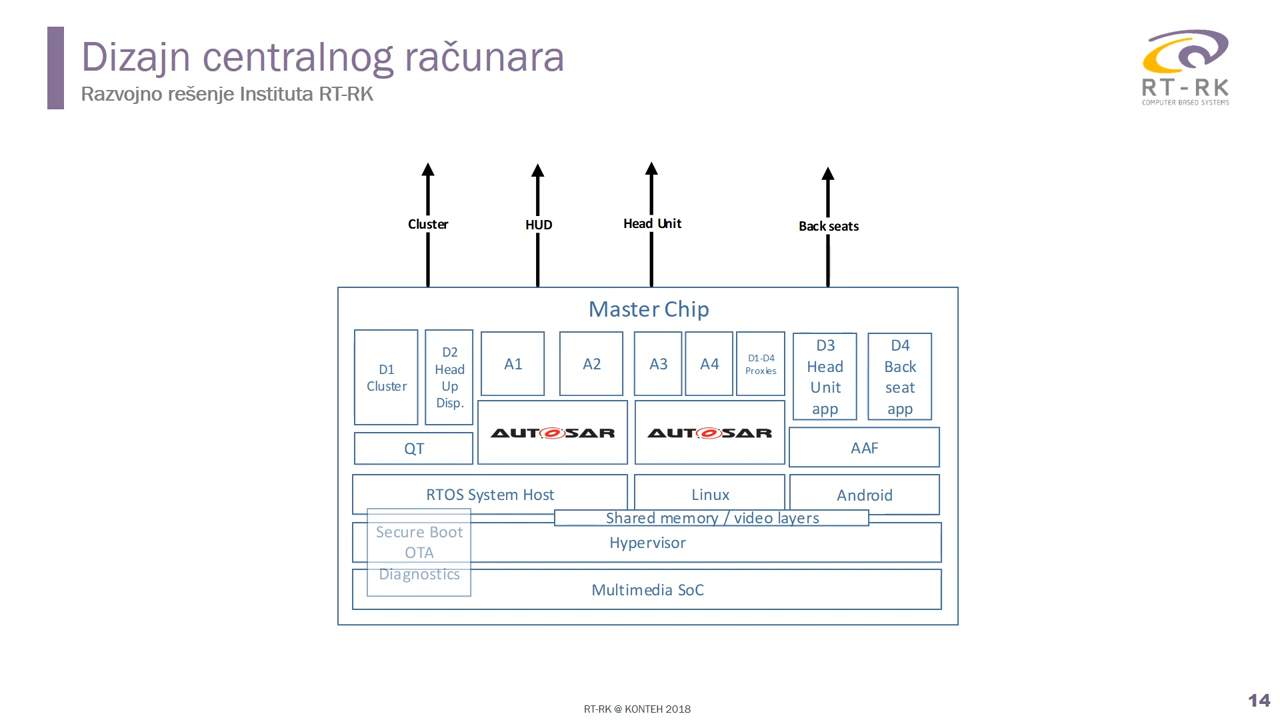 Dizajn centralnog računara
Razvojno rešenje Instituta RT-RK
RT-RK
COMPUTER BASED SYSTEMS
Cluster
HUD
Head Unit
Back seats
Master Chip
D1
Cluster
D2
Head
Up
Disp.
A1
A2
A3
A4
D1-D4
Proxies
D3
Head
Unit
app
D4
Back
seat
app
QT
AUTOSAR
AUTOSAR
AAF
RTOS System Host
Linux
Android
Shared memory / video layers
Secure Boot
OTA
Diagnostics
Hypervisor
Multimedia SoC
RT-RK @ KONTEH 2018
14